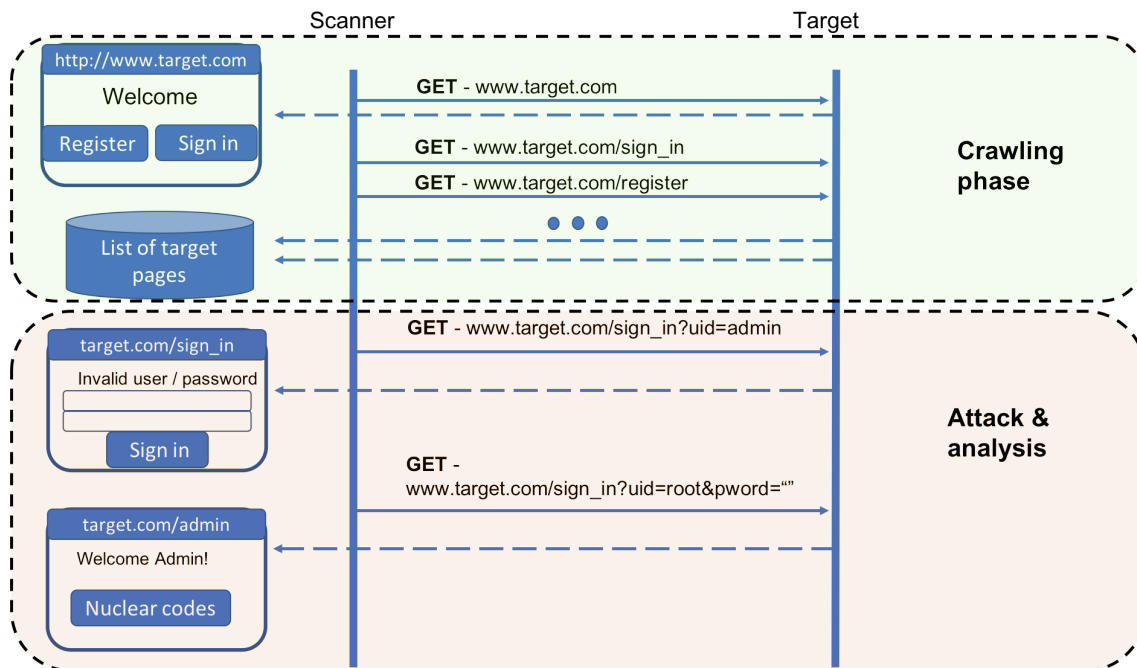 Scanner
Target
http://www.target.com
Welcome
Register
Sign in
GET - www.target.com
GET - www.target.com/sign_in
GET - www.target.com/register
Crawling
phase
List of target
pages
GET - www.target.com/sign_in?uid=admin
target.com/sign_in
Invalid user / password
Sign in
Attack &
analysis
GET -
www.target.com/sign_in?uid=root&pword=“”
target.com/admin
Welcome Admin!
Nuclear codes